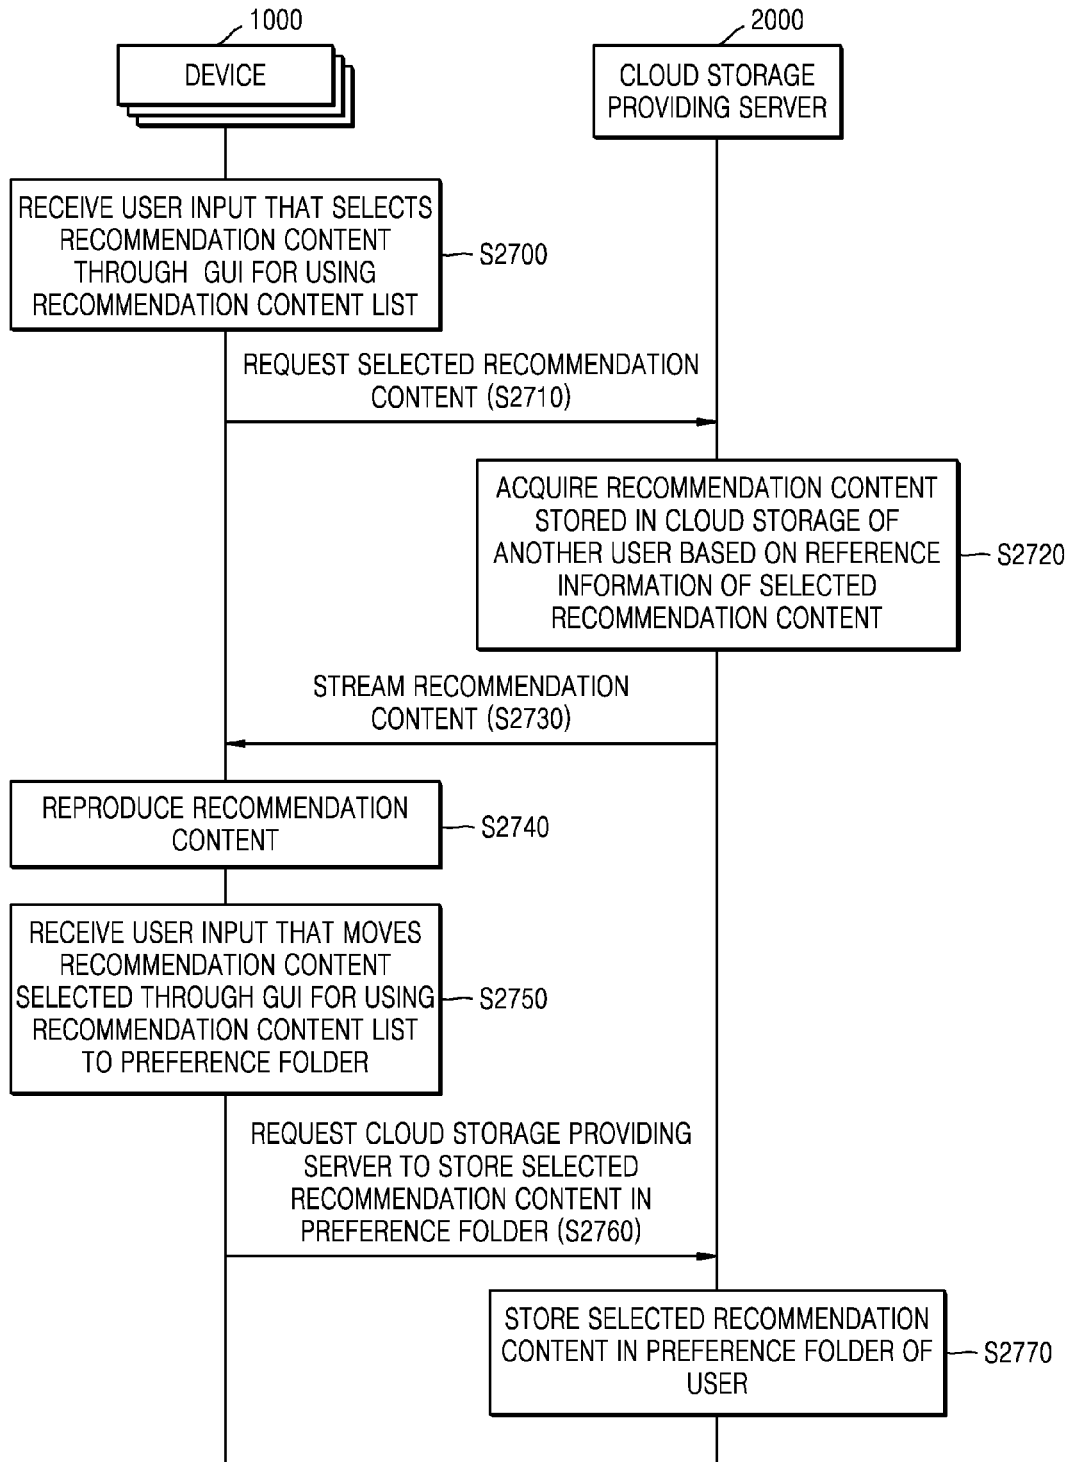 1000
2000
DEVICE
CLOUD STORAGE
PROVIDING SERVER
RECEIVE USER INPUT THAT SELECTS
RECOMMENDATION CONTENT
THROUGH GUI FOR USING
RECOMMENDATION CONTENT LIST
S2700
REQUEST SELECTED RECOMMENDATION
CONTENT (S2710)
ACQUIRE RECOMMENDATION CONTENT
STORED IN CLOUD STORAGE OF
ANOTHER USER BASED ON REFERENCE
INFORMATION OF SELECTED
RECOMMENDATION CONTENT
S2720
STREAM RECOMMENDATION
CONTENT (S2730)
REPRODUCE RECOMMENDATION
CONTENT
S2740
RECEIVE USER INPUT THAT MOVES
RECOMMENDATION CONTENT
SELECTED THROUGH GUI FOR USING
RECOMMENDATION CONTENT LIST
TO PREFERENCE FOLDER
S2750
REQUEST CLOUD STORAGE PROVIDING
SERVER TO STORE SELECTED
RECOMMENDATION CONTENT IN
PREFERENCE FOLDER (S2760)
STORE SELECTED RECOMMENDATION
CONTENT IN PREFERENCE FOLDER OF
USER
S2770